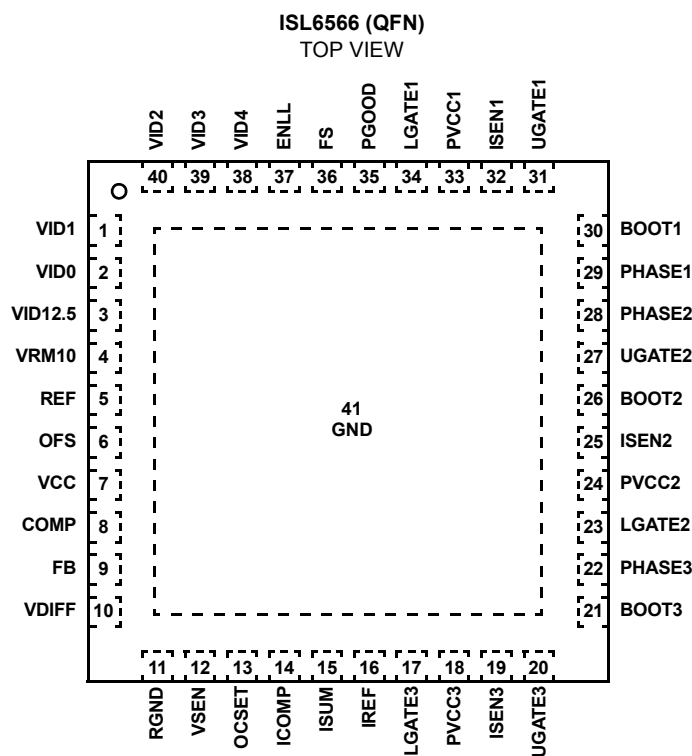 ISL6566 (QFN)
TOP VIEW
VID2 VID3 VID4 ENLL FS PGOOD LGATE1 PVCC1 ISEN1 UGATE1
40 39 38 37 36 35 34 33 32 31
VID1 1 30 BOOT1
VID0 2 29 PHASE1
VID12.5 3 28 PHASE2
VRM10 4 27 UGATE2
REF 5 26 BOOT2
41
GND
OFS 6 25 ISEN2
VCC 7 24 PVCC2
COMP 8 23 LGATE2
FB 9 22 PHASE3
VDIFF 10 21 BOOT3
11 12 13 14 15 16 17 18 19 20
RGND VSEN OCSET ICOMP ISUM IREF LGATE3 PVCC3 ISEN3 UGATE3